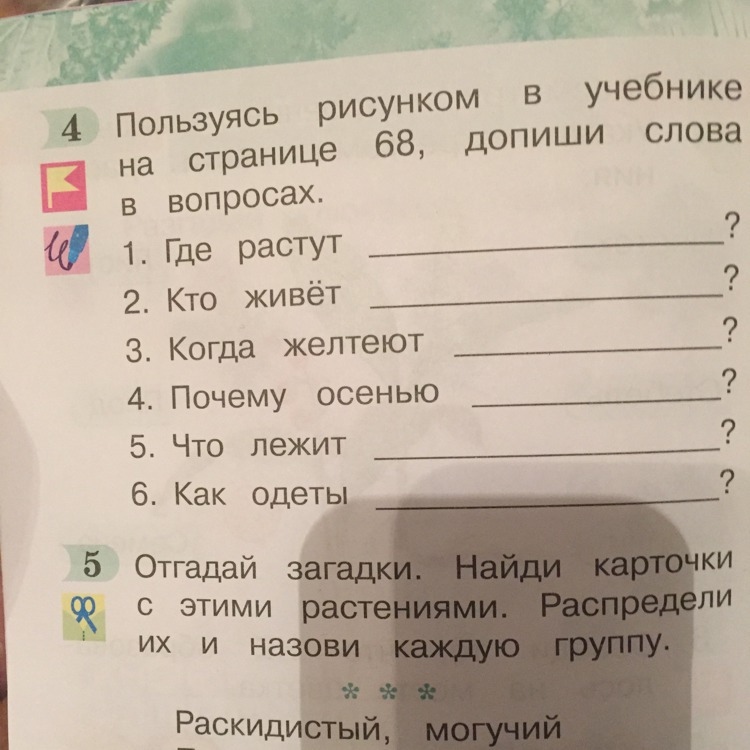 4 Пользуясь рисунком в учебнике
на странице 68, допиши слова
в вопросах.
1. Где растут ?
2. Кто живёт ?
3. Когда желтеют ?
4. Почему осенью ?
5. Что лежит ?
6. Как одеты ?
5 Отгадай загадки. Найди карточки
с этими растениями. Распредели
их и назови каждую группу.
* * *
Раскидистый, могучий